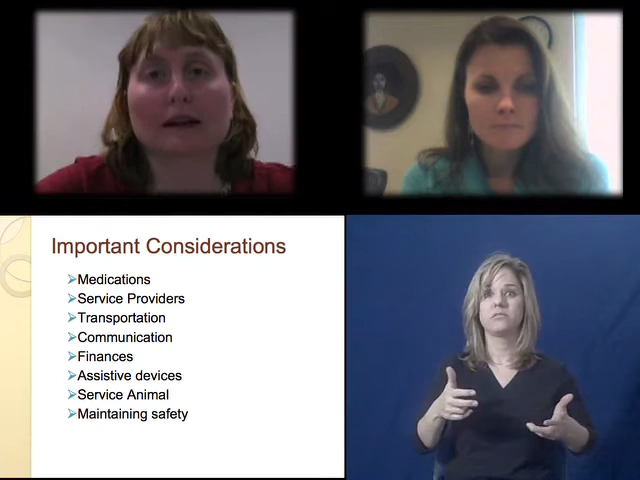 Important Considerations
➢Medications
➢Service Providers
➢Transportation
➢Communication
➢Finances
➢Assistive devices
➢Service Animal
➢Maintaining safety